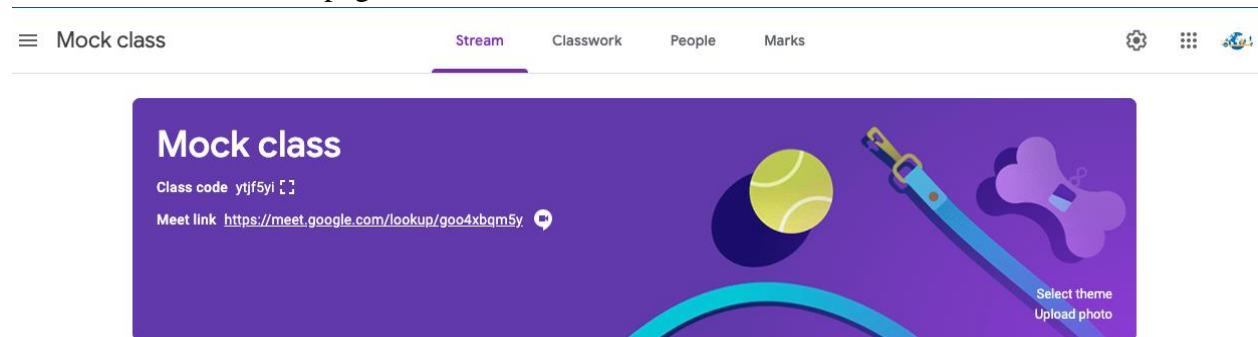 Mock class
Stream Classwork People Marks
Mock class
Class code ytjf5yi
Meet link https://meet.google.com/lookup/goo4xbqm5y
Select theme
Upload photo